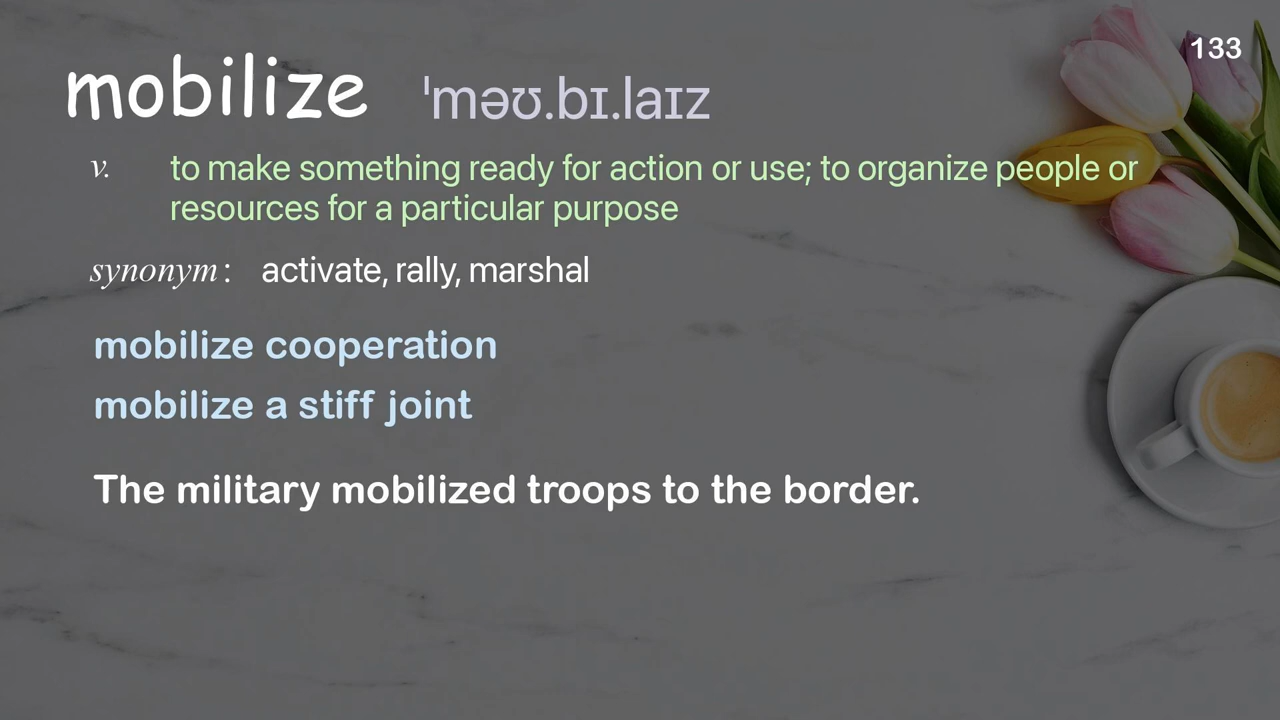 133
mobilize ˈməʊ.bɪ.laɪz
v. to make something ready for action or use; to organize people or
resources for a particular purpose
synonym: activate, rally, marshal
mobilize cooperation
mobilize a stiff joint
The military mobilized troops to the border.